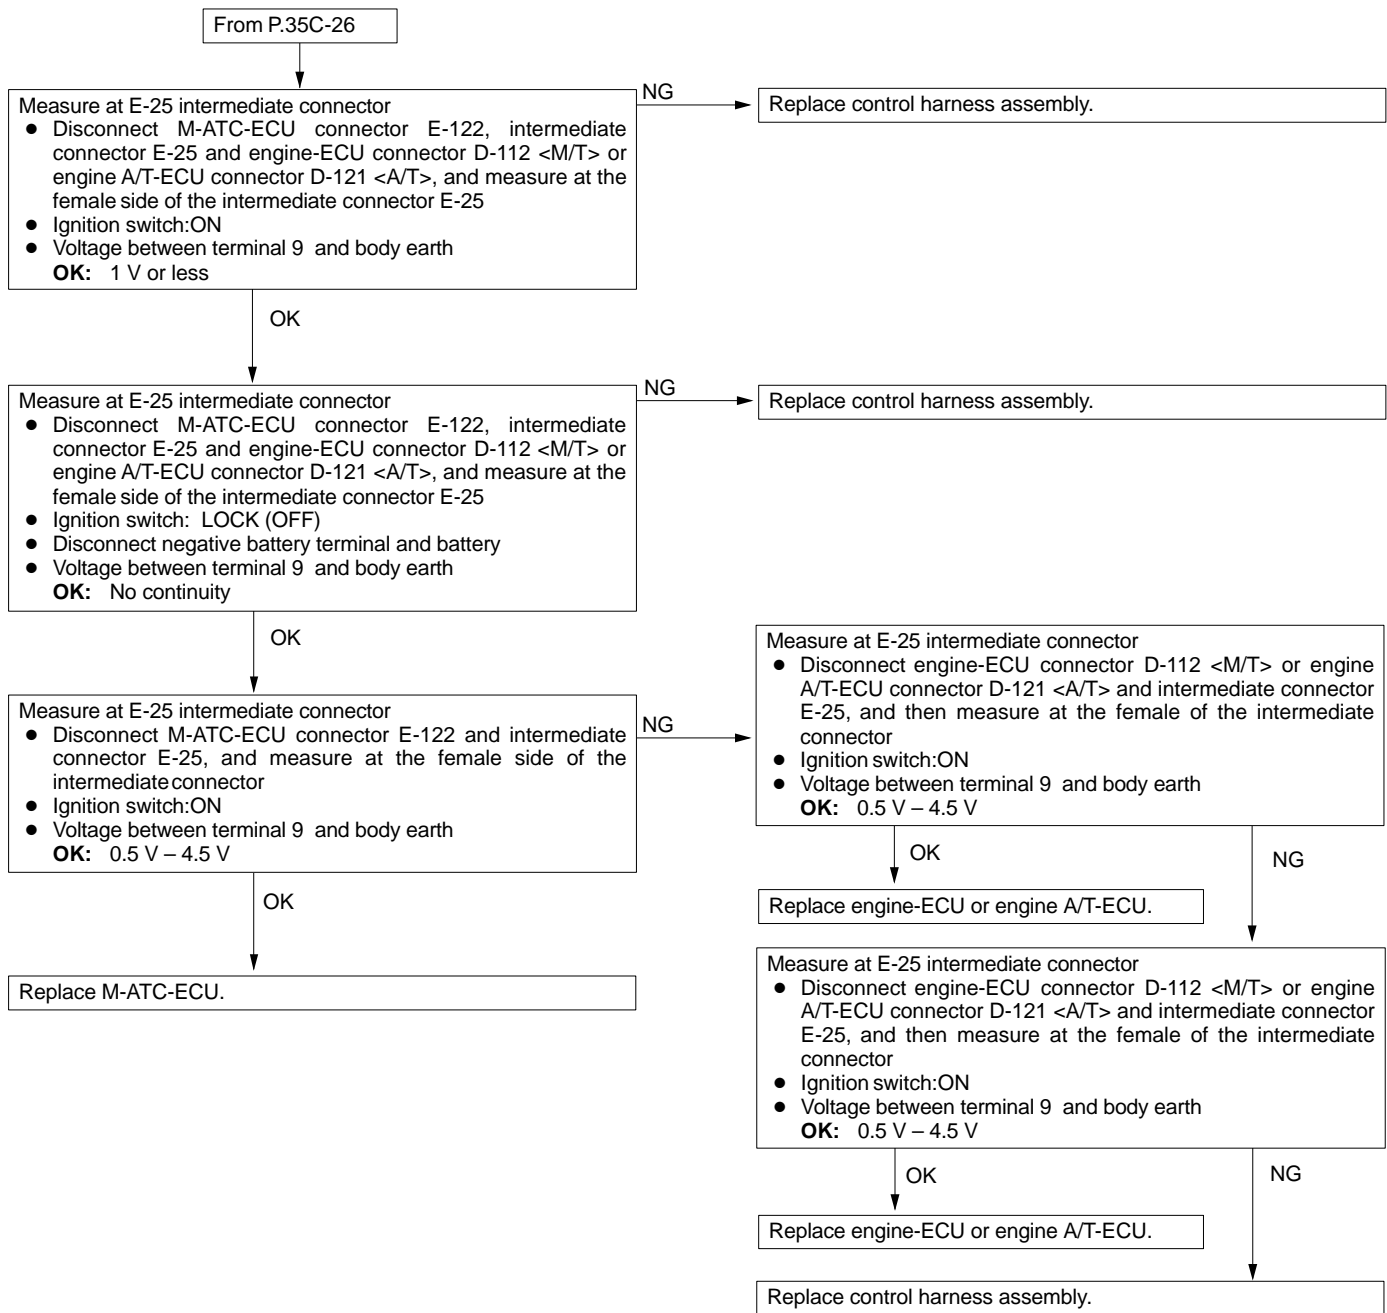 From P.35C-26
Measure at E-25 intermediate connector
● Disconnect M-ATC-ECU connector E-122, intermediate
connector E-25 and engine-ECU connector D-112 <M/T> or
engine A/T-ECU connector D-121 <A/T>, and measure at the
female side of the intermediate connector E-25
● Ignition switch:ON
● Voltage between terminal 9 and body earth
OK: 1 V or less
NG
Replace control harness assembly.
OK
Measure at E-25 intermediate connector
● Disconnect M-ATC-ECU connector E-122, intermediate
connector E-25 and engine-ECU connector D-112 <M/T> or
engine A/T-ECU connector D-121 <A/T>, and measure at the
female side of the intermediate connector E-25
● Ignition switch: LOCK (OFF)
● Disconnect negative battery terminal and battery
● Voltage between terminal 9 and body earth
OK: No continuity
NG
Replace control harness assembly.
OK
Measure at E-25 intermediate connector
● Disconnect M-ATC-ECU connector E-122 and intermediate
connector E-25, and measure at the female side of the
intermediate connector
● Ignition switch:ON
● Voltage between terminal 9 and body earth
OK: 0.5 V – 4.5 V
NG
OK
Replace M-ATC-ECU.
Measure at E-25 intermediate connector
● Disconnect engine-ECU connector D-112 <M/T> or engine
A/T-ECU connector D-121 <A/T> and intermediate connector
E-25, and then measure at the female of the intermediate
connector
● Ignition switch:ON
● Voltage between terminal 9 and body earth
OK: 0.5 V – 4.5 V
OK
NG
Replace engine-ECU or engine A/T-ECU.
Measure at E-25 intermediate connector
● Disconnect engine-ECU connector D-112 <M/T> or engine
A/T-ECU connector D-121 <A/T> and intermediate connector
E-25, and then measure at the female of the intermediate
connector
● Ignition switch:ON
● Voltage between terminal 9 and body earth
OK: 0.5 V – 4.5 V
OK
NG
Replace engine-ECU or engine A/T-ECU.
Replace control harness assembly.